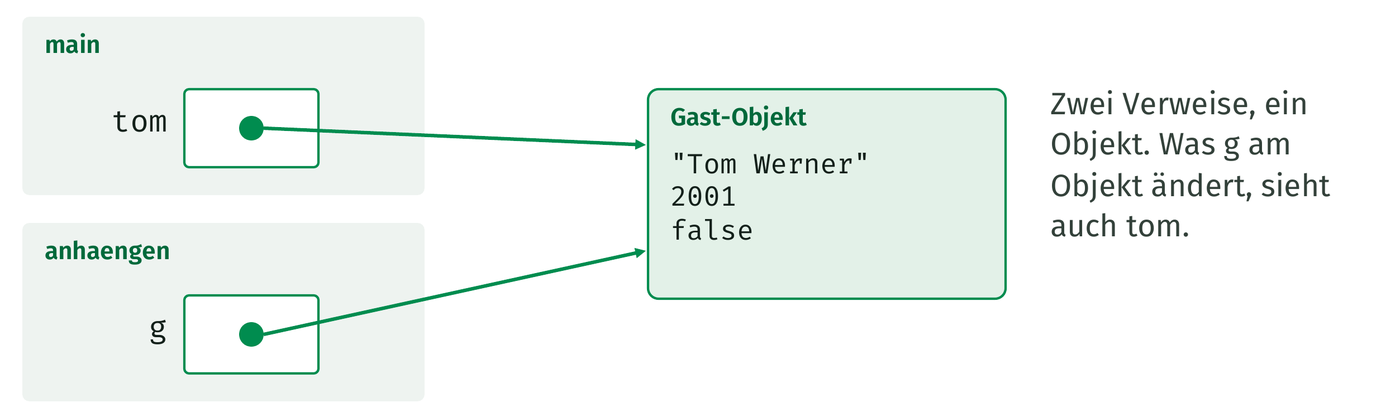 main
tom
anhaengen
g
Gast-Objekt
"Tom Werner"
2001
false
Zwei Verweise, ein
Objekt. Was g am
Objekt ändert, sieht
auch tom.